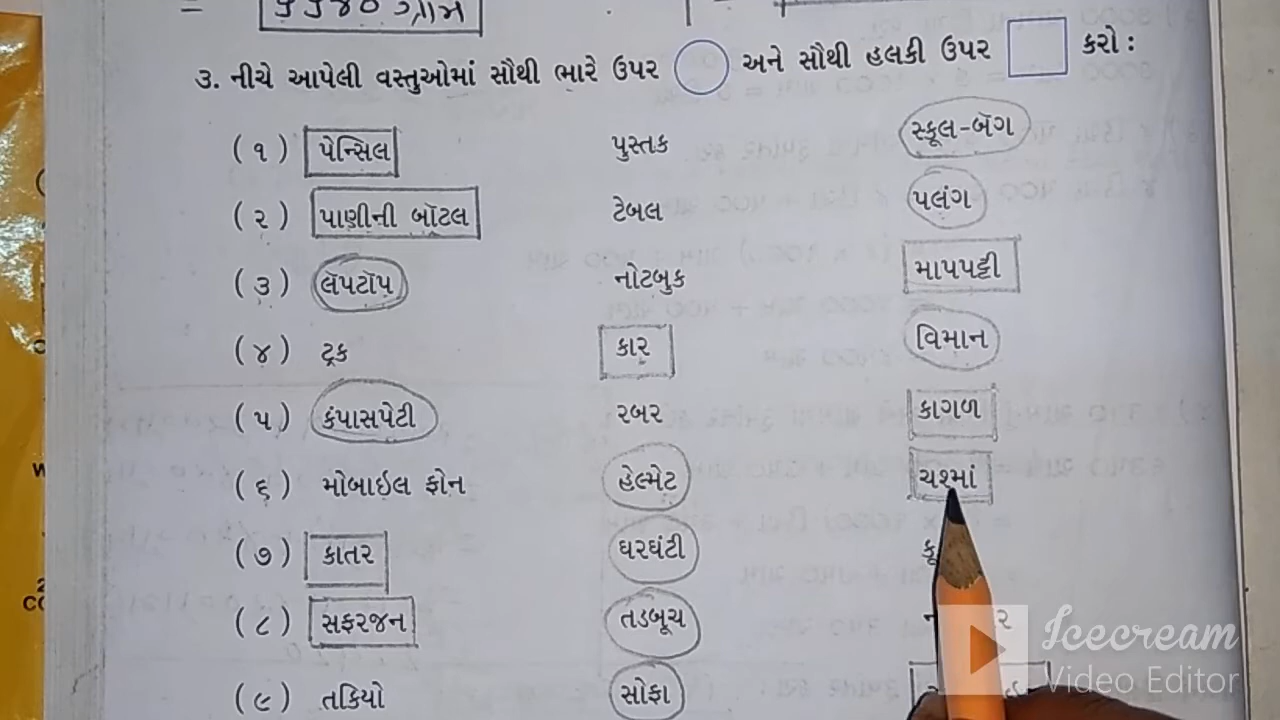 = ૬૬૪૦ ગ્રામ
૩. નીચે આપેલી વસ્તુઓમાં સૌથી ભારે ઉપર અને સૌથી હલકી ઉપર કરો :
(૧) પેન્સિલ પુસ્તક સ્કૂલ-બૅગ
(૨) પાણીની બૉટલ ટેબલ પલંગ
(૩) લૅપટૉપ નોટબુક માપપટ્ટી
(૪) ટ્રક કાર વિમાન
(૫) કંપાસપેટી રબર કાગળ
(૬) મોબાઇલ ફોન હેલ્મેટ ચશ્માં
(૭) કાતર ઘરઘંટી
(૮) સફરજન તડબૂચ
(૯) તકિયો સોફા
Icecream
Video Editor